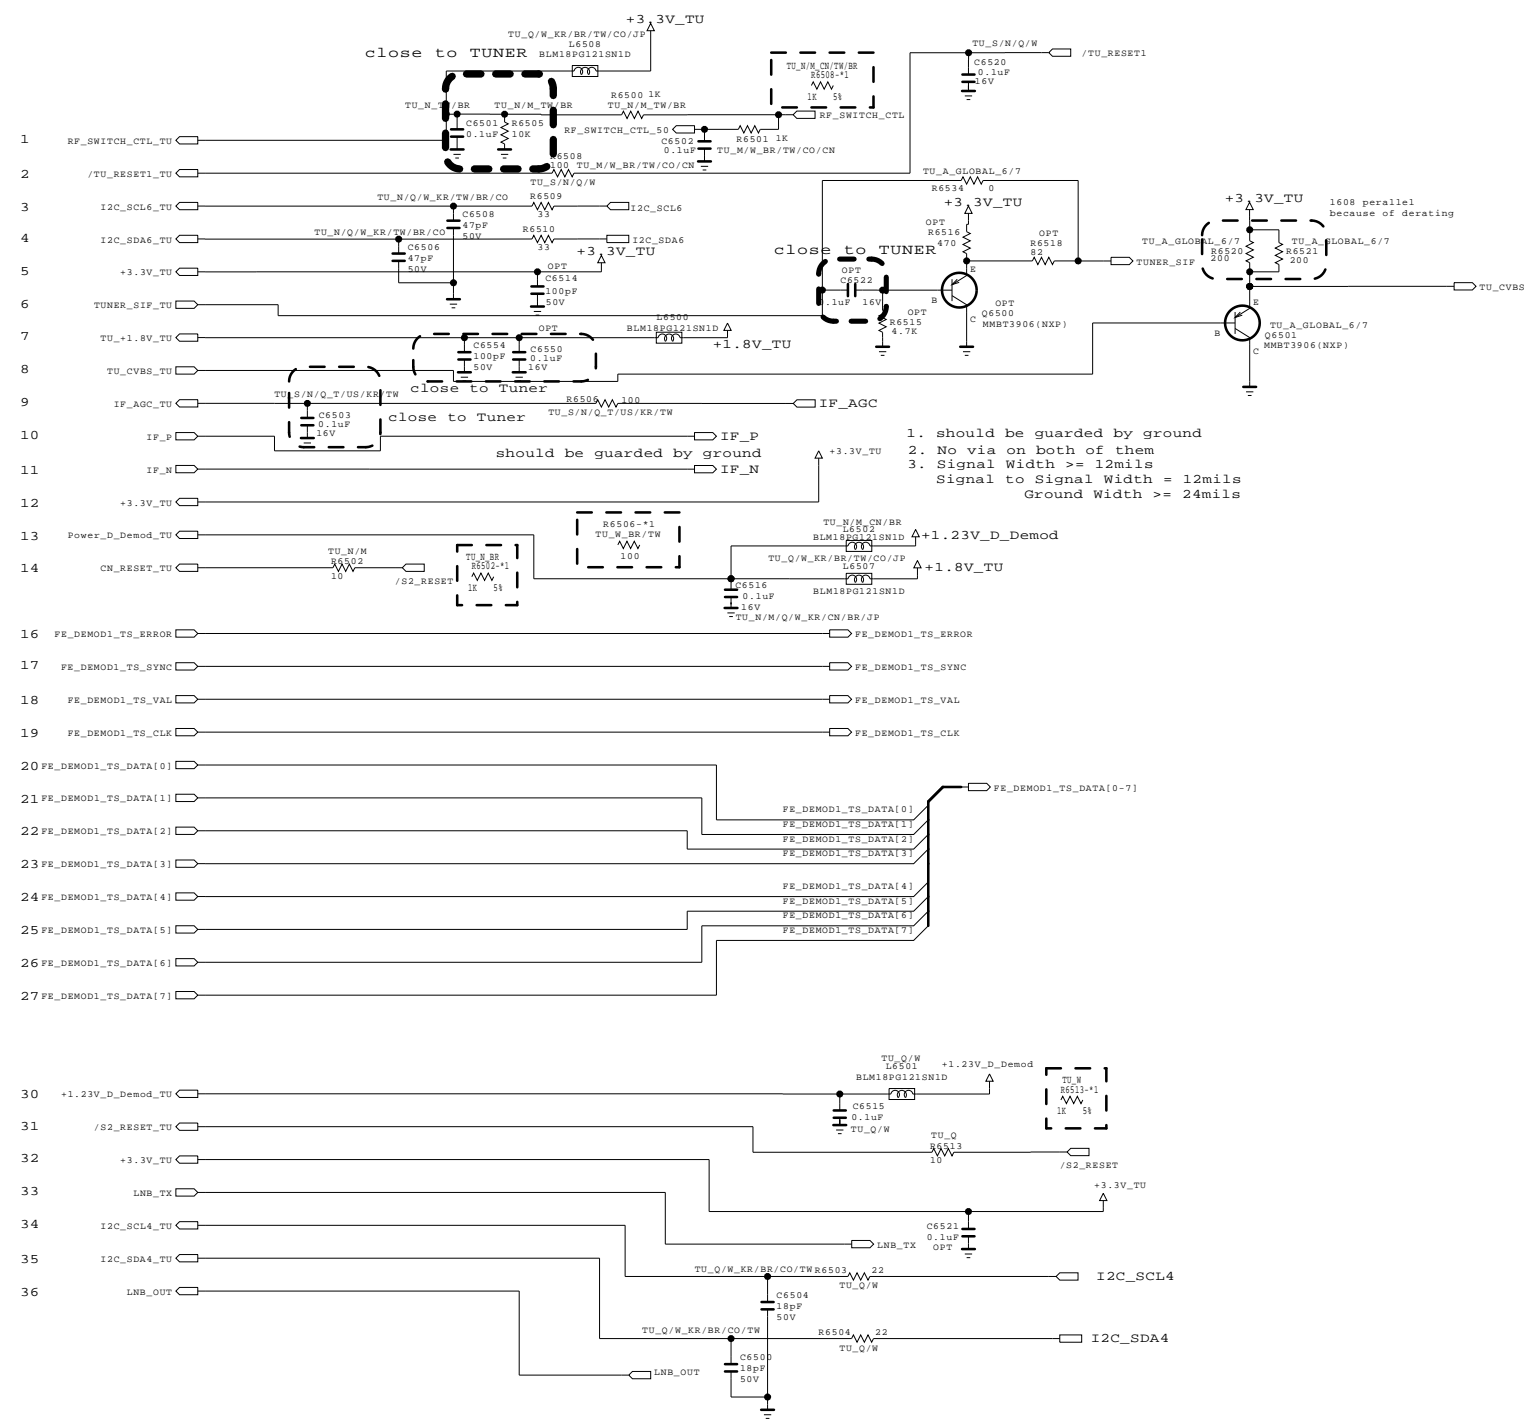 +3.3V_TU
TU_Q/W_KR/BR/TW/CO/JP
L6508
BLM18PG121SN1D
close to TUNER
TU_N_TW/BR
TU_N/M_TW/BR
C6501
0.1uF
R6505
10K
R6500 1K
TU_N/M_TW/BR
TU_N/M_CN/TW/BR
R6508-*1
1K 5%
RF_SWITCH_CTL
RF_SWITCH_CTL_50
R6501 1K
C6502
0.1uF
TU_M/W_BR/TW/CO/CN
TU_S/N/Q/W
/TU_RESET1
C6520
0.1uF
16V
1 RF_SWITCH_CTL_TU
2 /TU_RESET1_TU
R6508
100
TU_S/N/Q/W
3 I2C_SCL6_TU
TU_N/Q/W_KR/TW/BR/CO
R6509
33
I2C_SCL6
C6508
47pF
50V
4 I2C_SDA6_TU
TU_N/Q/W_KR/TW/BR/CO
R6510
33
I2C_SDA6
C6506
47pF
50V
5 +3.3V_TU
+3.3V_TU
OPT
C6514
100pF
50V
6 TUNER_SIF_TU
TU_A_GLOBAL_6/7
R6534 0
+3.3V_TU
OPT
R6516
470
OPT
R6518
82
TUNER_SIF
close to TUNER
OPT
C6522
0.1uF 16V
OPT
R6515
4.7K
E
B
C
OPT
Q6500
MMBT3906(NXP)
+3.3V_TU
1608 perallel
because of derating
TU_A_GLOBAL_6/7
R6520
200
TU_A_GLOBAL_6/7
R6521
200
TU_CVBS
E
B
C
TU_A_GLOBAL_6/7
Q6501
MMBT3906(NXP)
7 TU_+1.8V_TU
OPT
L6500
BLM18PG121SN1D
+1.8V_TU
C6554
100pF
50V
C6550
0.1uF
16V
close to Tuner
8 TU_CVBS_TU
9 IF_AGC_TU
TU_S/N/Q_T/US/KR/TW
C6503
0.1uF
16V
close to Tuner
R6506 100
TU_S/N/Q_T/US/KR/TW
IF_AGC
10 IF_P
IF_P
should be guarded by ground
11 IF_N
IF_N
1. should be guarded by ground
2. No via on both of them
3. Signal Width >= 12mils
Signal to Signal Width = 12mils
Ground Width >= 24mils
12 +3.3V_TU
+3.3V_TU
13 Power_D_Demod_TU
R6506-*1
TU_W_BR/TW
100
TU_N/M_CN/BR
L6502
BLM18PG121SN1D
+1.23V_D_Demod
TU_Q/W_KR/BR/TW/CO/JP
L6507
BLM18PG121SN1D
+1.8V_TU
C6516
0.1uF
16V
TU_N/M/Q/W_KR/CN/BR/JP
14 CN_RESET_TU
TU_N/M
R6502
10
/S2_RESET
TU_N_BR
R6502-*1
1K 5%
16 FE_DEMOD1_TS_ERROR
FE_DEMOD1_TS_ERROR
17 FE_DEMOD1_TS_SYNC
FE_DEMOD1_TS_SYNC
18 FE_DEMOD1_TS_VAL
FE_DEMOD1_TS_VAL
19 FE_DEMOD1_TS_CLK
FE_DEMOD1_TS_CLK
20 FE_DEMOD1_TS_DATA[0]
21 FE_DEMOD1_TS_DATA[1]
22 FE_DEMOD1_TS_DATA[2]
23 FE_DEMOD1_TS_DATA[3]
24 FE_DEMOD1_TS_DATA[4]
25 FE_DEMOD1_TS_DATA[5]
26 FE_DEMOD1_TS_DATA[6]
27 FE_DEMOD1_TS_DATA[7]
FE_DEMOD1_TS_DATA[0-7]
FE_DEMOD1_TS_DATA[0]
FE_DEMOD1_TS_DATA[1]
FE_DEMOD1_TS_DATA[2]
FE_DEMOD1_TS_DATA[3]
FE_DEMOD1_TS_DATA[4]
FE_DEMOD1_TS_DATA[5]
FE_DEMOD1_TS_DATA[6]
FE_DEMOD1_TS_DATA[7]
30 +1.23V_D_Demod_TU
TU_Q/W
L6501
BLM18PG121SN1D
+1.23V_D_Demod
C6515
0.1uF
TU_Q/W
TU_W
R6513-*1
1K 5%
31 /S2_RESET_TU
TU_Q
R6513
10
/S2_RESET
32 +3.3V_TU
+3.3V_TU
C6521
0.1uF
OPT
33 LNB_TX
LNB_TX
34 I2C_SCL4_TU
TU_Q/W_KR/BR/CO/TW
R6503 22
TU_Q/W
I2C_SCL4
C6504
18pF
50V
35 I2C_SDA4_TU
TU_Q/W_KR/BR/CO/TW
R6504 22
TU_Q/W
I2C_SDA4
C6500
18pF
50V
36 LNB_OUT
LNB_OUT